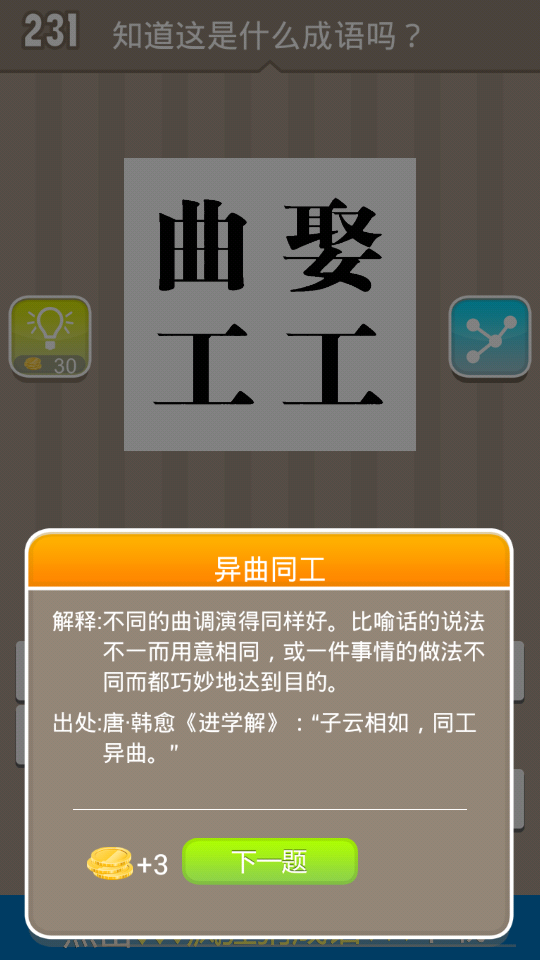 231 知道这是什么成语吗？
曲 娶
工 工
30
异曲同工
解释:不同的曲调演得同样好。比喻话的说法
不一而用意相同，或一件事情的做法不
同而都巧妙地达到目的。
出处:唐·韩愈《进学解》：“子云相如，同工
异曲。”
+3 下一题